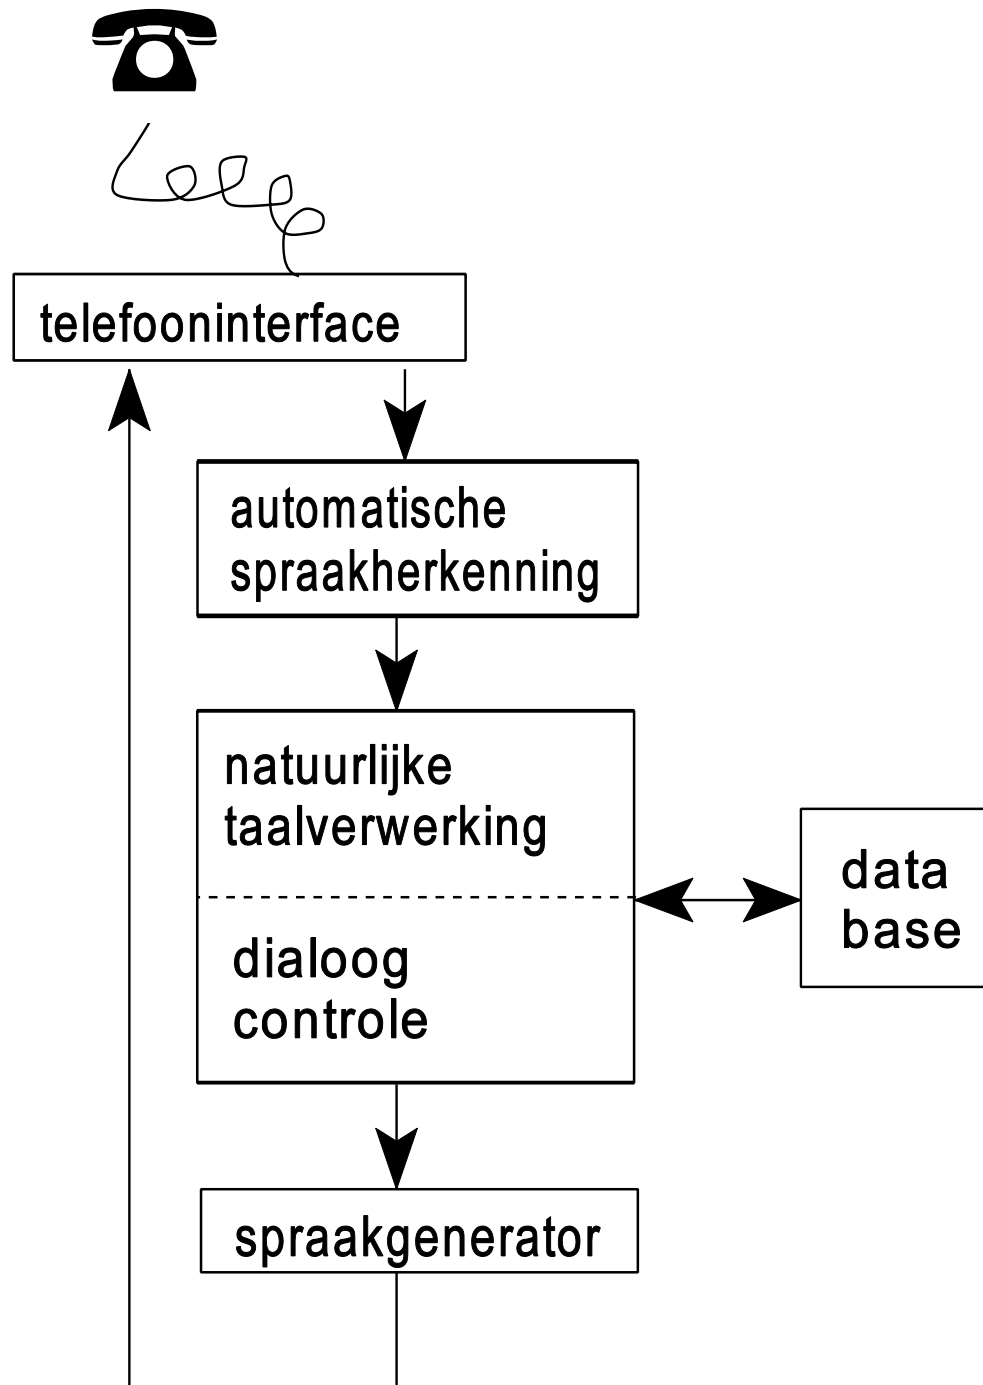 telefooninterface
automatische
spraakherkenning
natuurlijke
taalverwerking
dialoog
controle
data
base
spraakgenerator